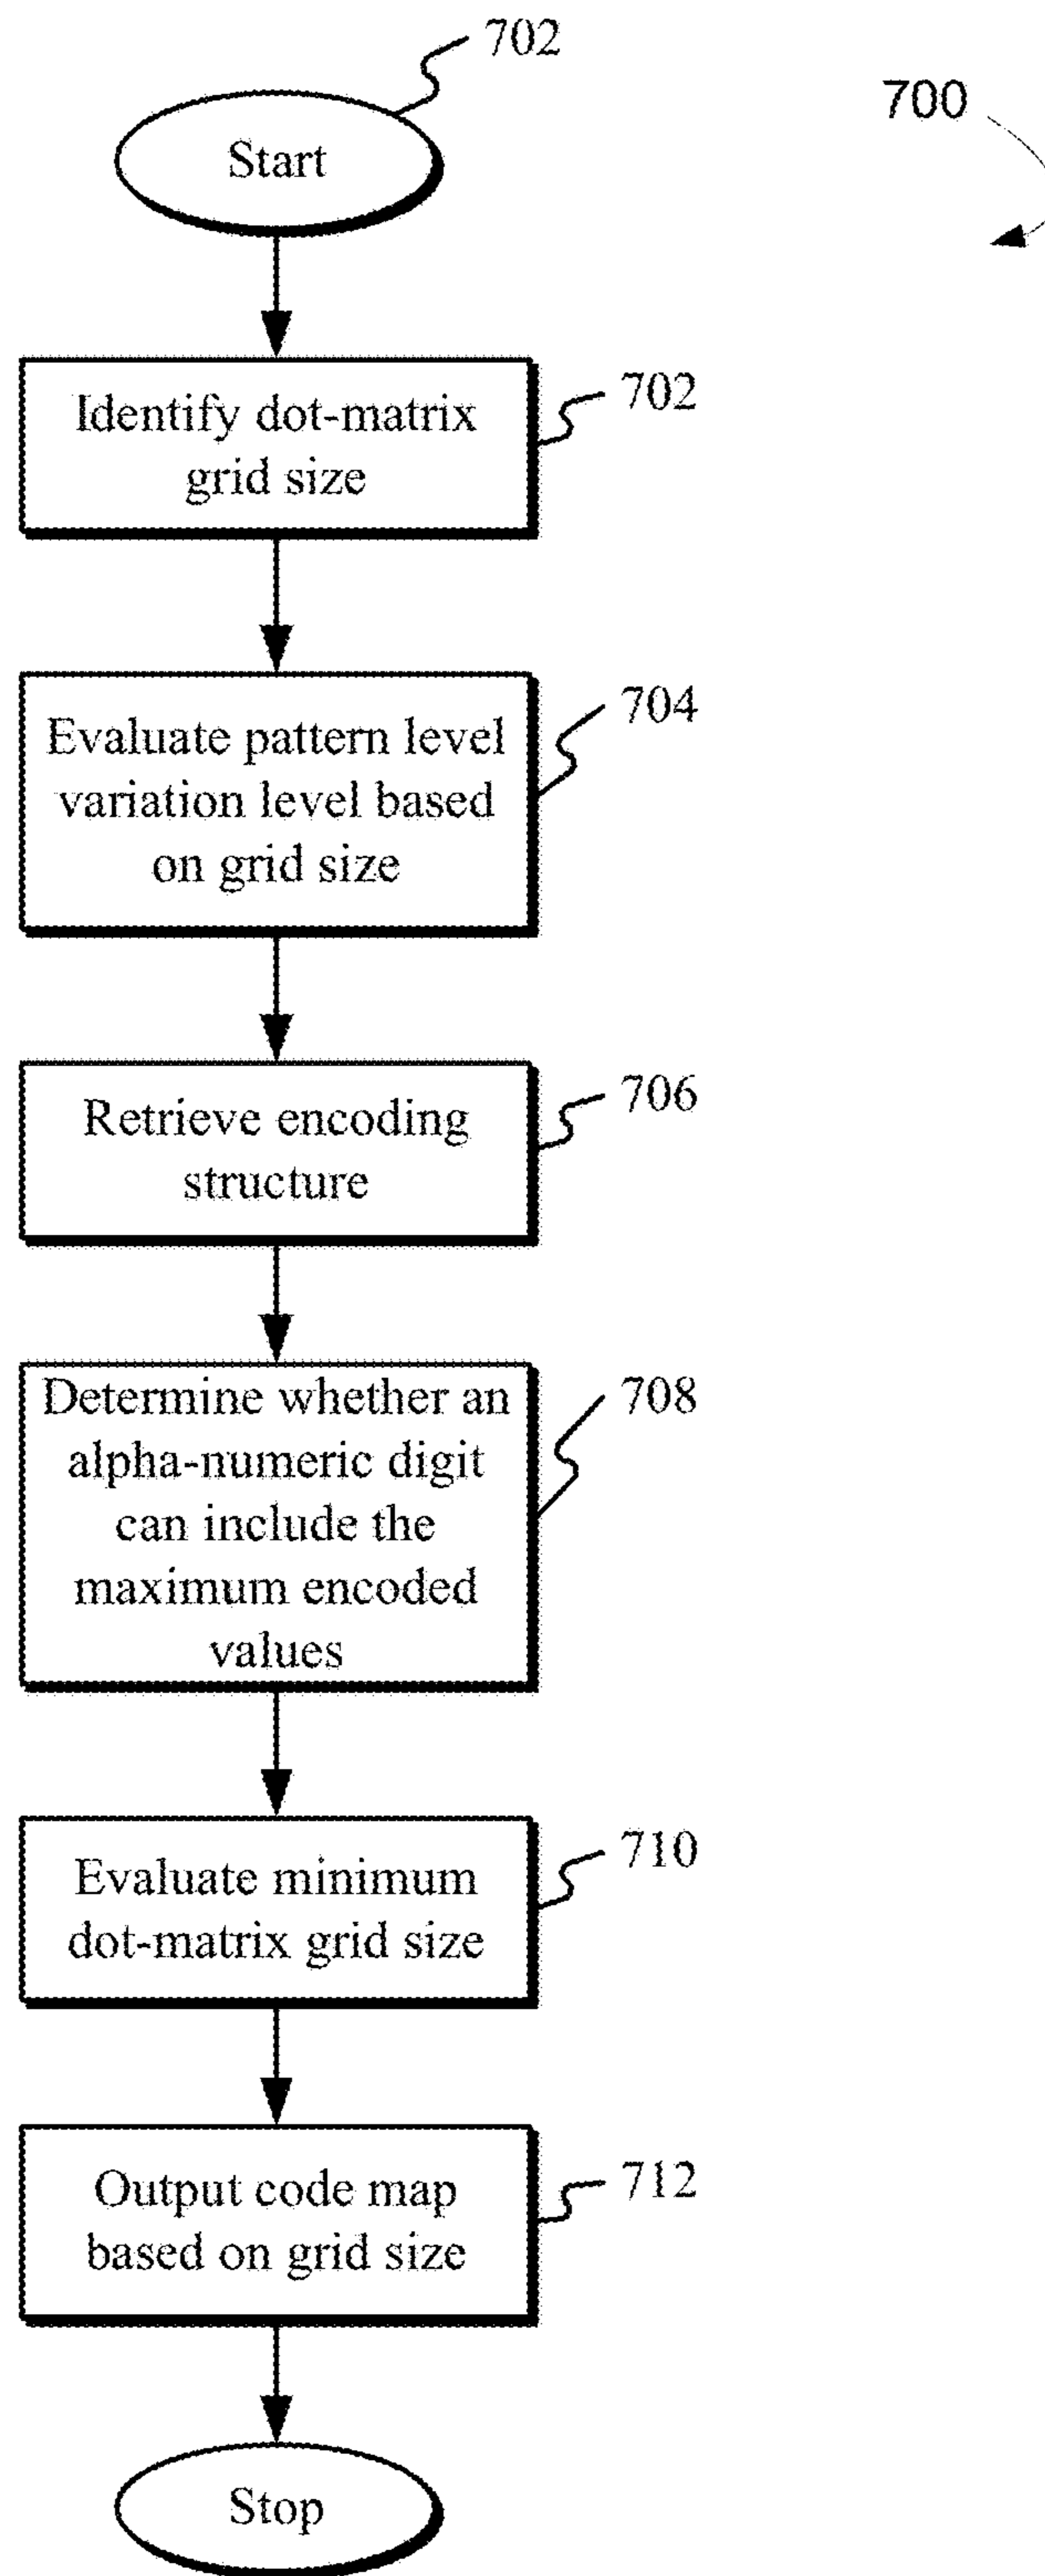 702
700
Start
702
Identify dot-matrix
grid size
704
Evaluate pattern level
variation level based
on grid size
706
Retrieve encoding
structure
708
Determine whether an
alpha-numeric digit
can include the
maximum encoded
values
710
Evaluate minimum
dot-matrix grid size
712
Output code map
based on grid size
Stop